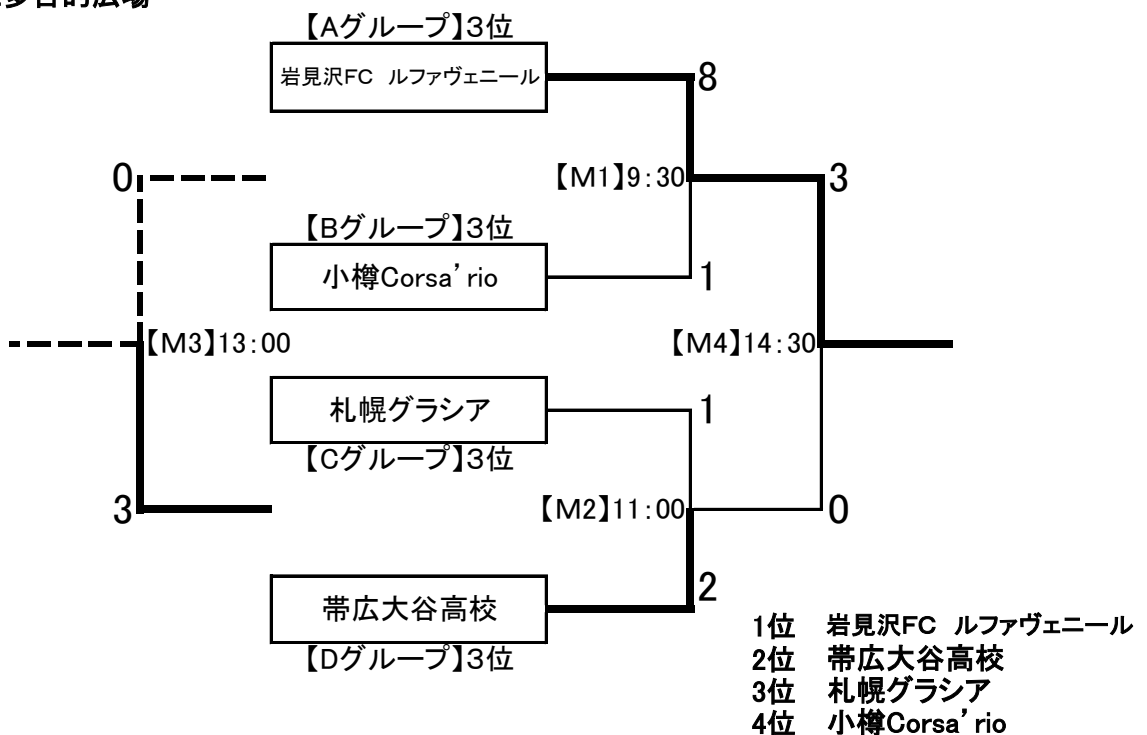 多目的広場
【Aグループ】3位
岩見沢FC ルファヴェニール
8
0
【M1】9:30
3
【Bグループ】3位
小樽Corsa’rio
1
【M3】13:00
【M4】14:30
札幌グラシア
1
【Cグループ】3位
3
【M2】11:00
0
帯広大谷高校
2
【Dグループ】3位
1位 岩見沢FC ルファヴェニール
2位 帯広大谷高校
3位 札幌グラシア
4位 小樽Corsa’rio